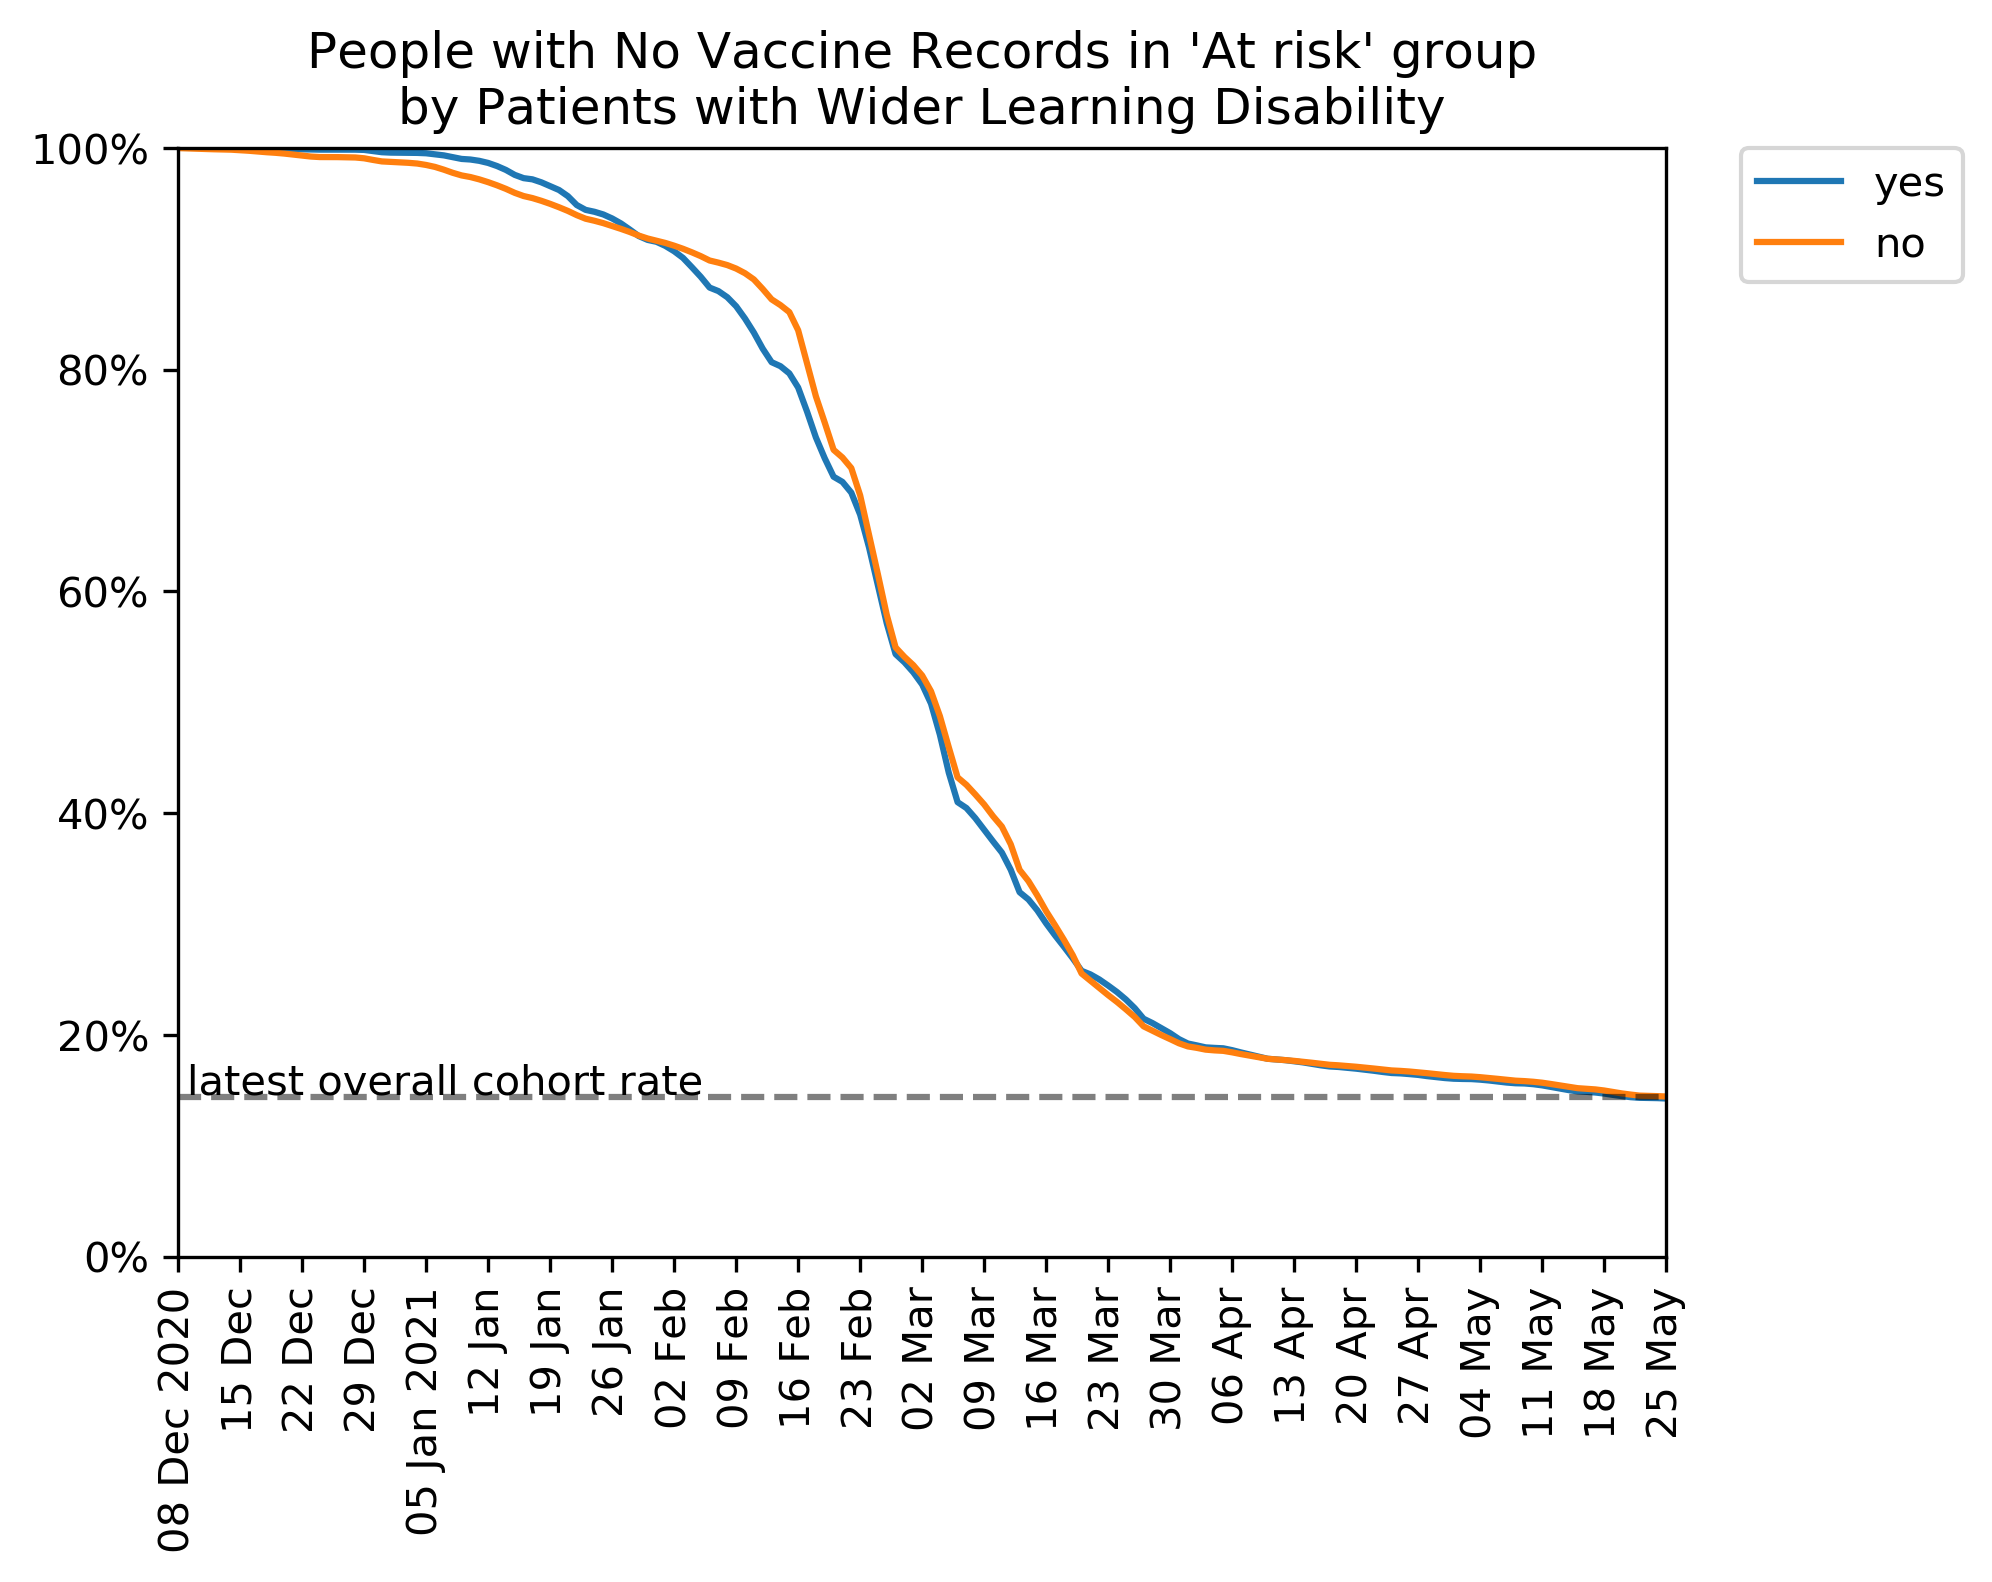 People with No Vaccine Records in 'At risk' group
by Patients with Wider Learning Disability
100%
80%
60%
40%
20%
0%
latest overall cohort rate
yes
no
08 Dec 2020
15 Dec
22 Dec
29 Dec
05 Jan 2021
12 Jan
19 Jan
26 Jan
02 Feb
09 Feb
16 Feb
23 Feb
02 Mar
09 Mar
16 Mar
23 Mar
30 Mar
06 Apr
13 Apr
20 Apr
27 Apr
04 May
11 May
18 May
25 May